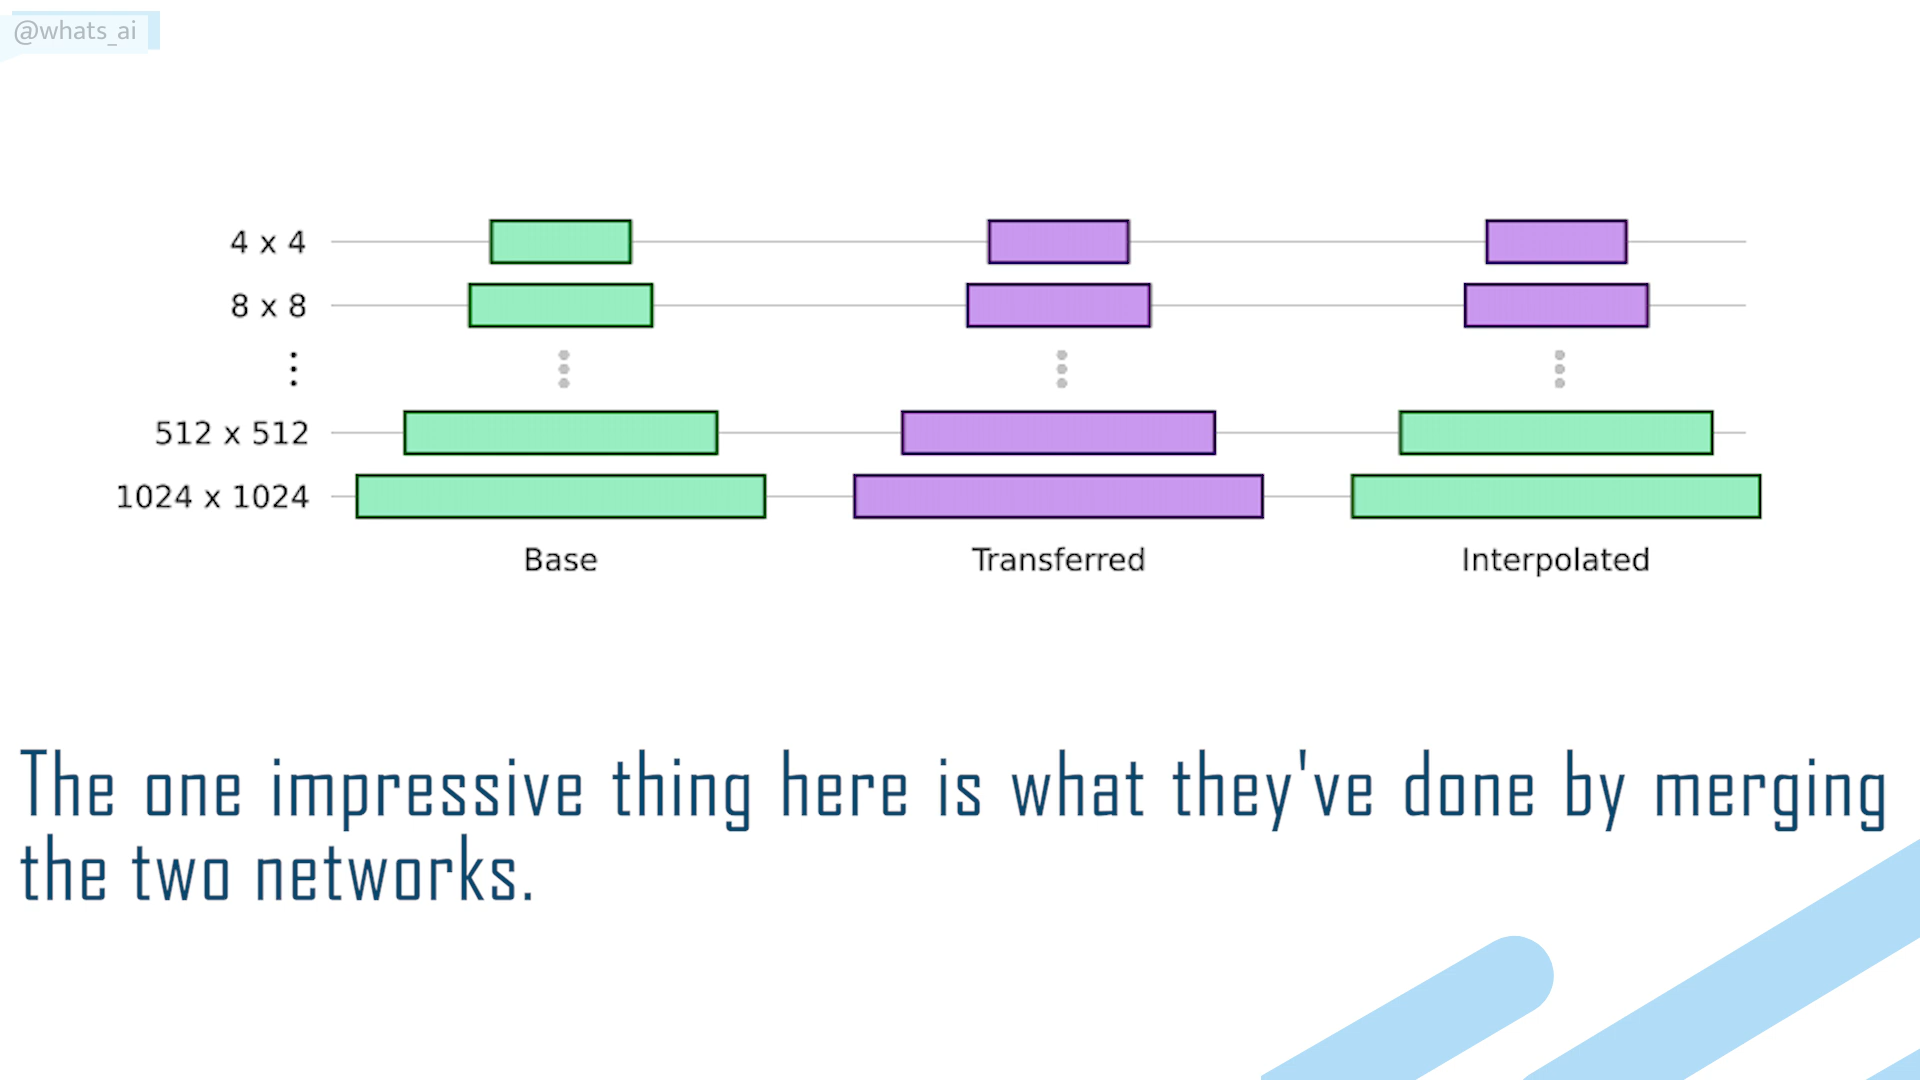 @whats_ai
4 x 4
8 x 8
512 x 512
1024 x 1024
Base
Transferred
Interpolated
The one impressive thing here is what they've done by merging
the two networks.